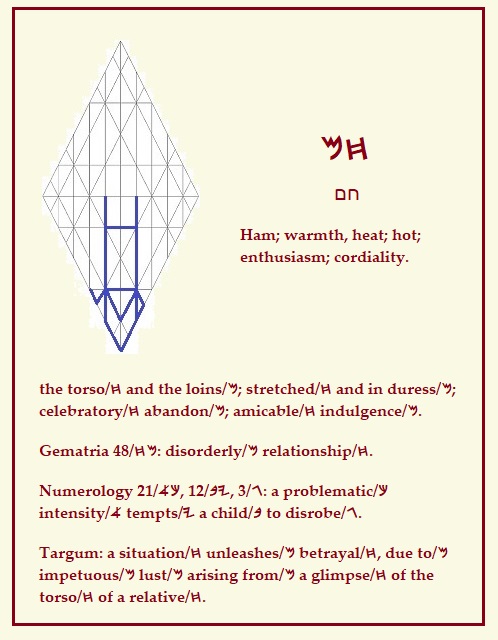 𐤇𐤌
חם
Ham; warmth, heat; hot;
enthusiasm; cordiality.
the torso/𐤇 and the loins/𐤌; stretched/𐤇 and in duress/𐤌;
celebratory/𐤇 abandon/𐤌; amicable/𐤇 indulgence/𐤌.
Gematria 48/𐤌𐤇: disorderly/𐤌 relationship/𐤇.
Numerology 21/𐤊𐤀, 12/𐤉𐤁, 3/𐤂: a problematic/𐤊
intensity/𐤀 tempts/𐤉 a child/𐤁 to disrobe/𐤂.
Targum: a situation/𐤇 unleashes/𐤌 betrayal/𐤇, due to/𐤌
impetuous/𐤌 lust/𐤌 arising from/𐤌 a glimpse/𐤇 of the
torso/𐤇 of a relative/𐤇.